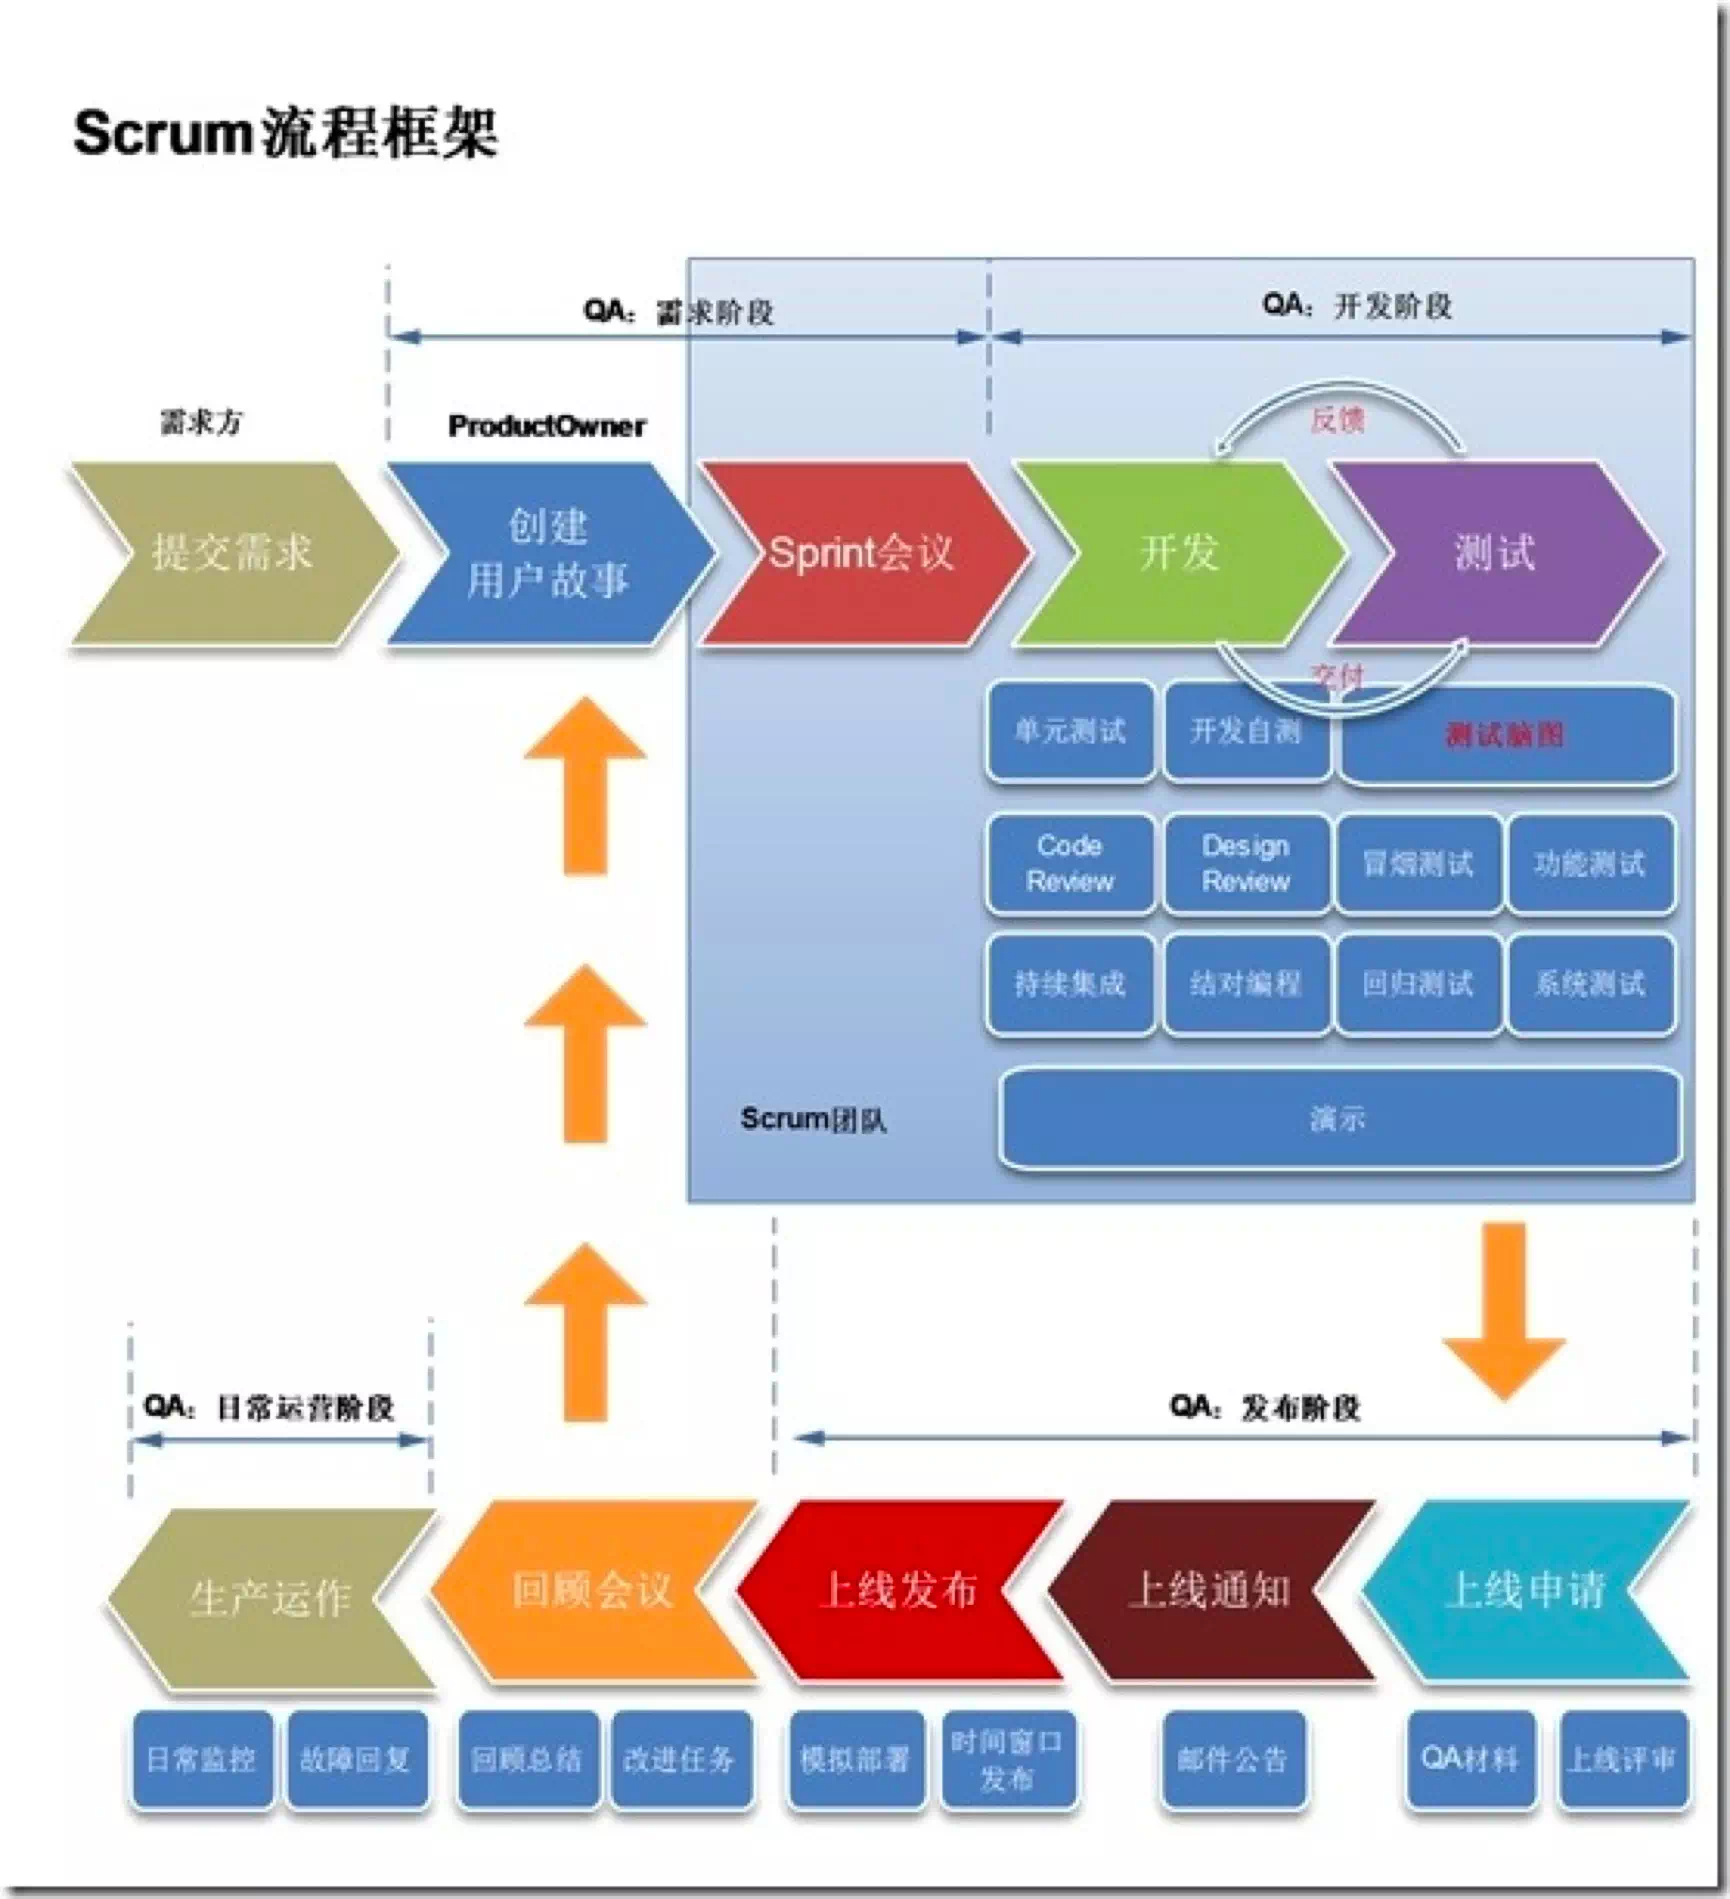 Scrum流程框架
QA：需求阶段
QA：开发阶段
需求方
ProductOwner
反馈
提交需求
创建
用户故事
Sprint会议
开发
测试
交付
单元测试
开发自测
测试脑图
Code
Review
Design
Review
冒烟测试
功能测试
持续集成
结对编程
回归测试
系统测试
Scrum团队
演示
QA：日常运营阶段
QA：发布阶段
生产运作
回顾会议
上线发布
上线通知
上线申请
日常监控
故障回复
回顾总结
改进任务
模拟部署
时间窗口
发布
邮件公告
QA材料
上线评审